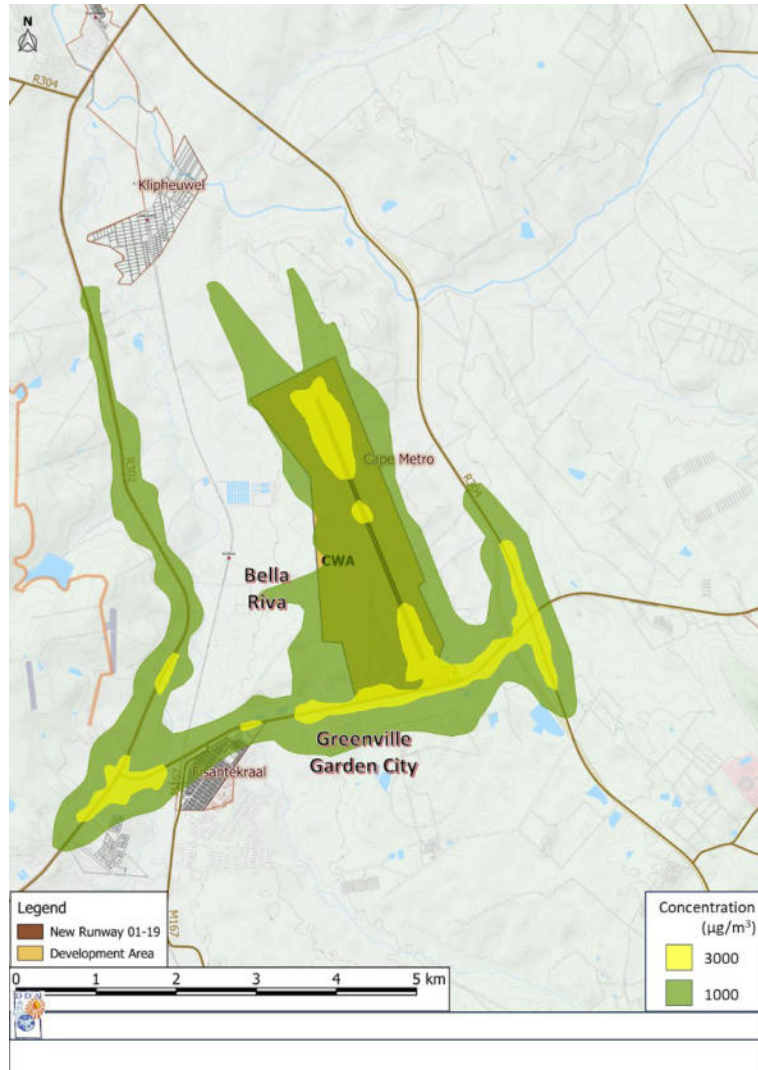 N
R304
Klipheuwel
R302
Cape Metro
CWA
Bella
Riva
Greenville
Garden City
Fisantekraal
M167
Legend
New Runway 01-19
Development Area
0 1 2 3 4 5 km
Concentration
(µg/m³)
3000
1000